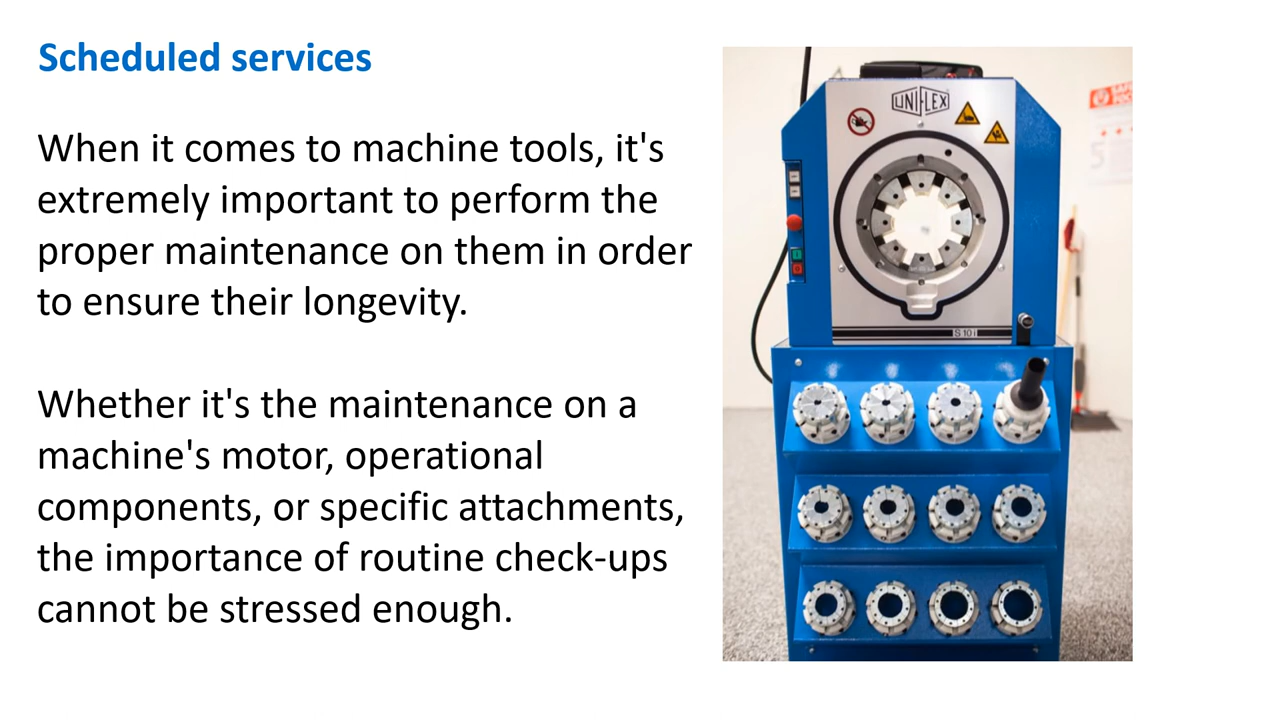 Scheduled services
When it comes to machine tools, it's
extremely important to perform the
proper maintenance on them in order
to ensure their longevity.
Whether it's the maintenance on a
machine's motor, operational
components, or specific attachments,
the importance of routine check-ups
cannot be stressed enough.
UNIFLEX
S 10 i